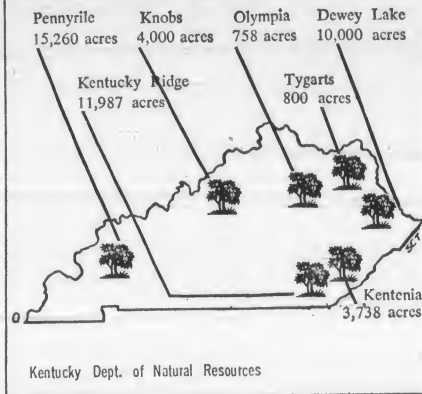 Pennyrile
15,260 acres
Knobs
4,000 acres
Olympia
758 acres
Dewey Lake
10,000 acres
Kentucky Ridge
11,987 acres
Tygarts
800 acres
SCT
Kentenia
3,738 acres
Kentucky Dept. of Natural Resources